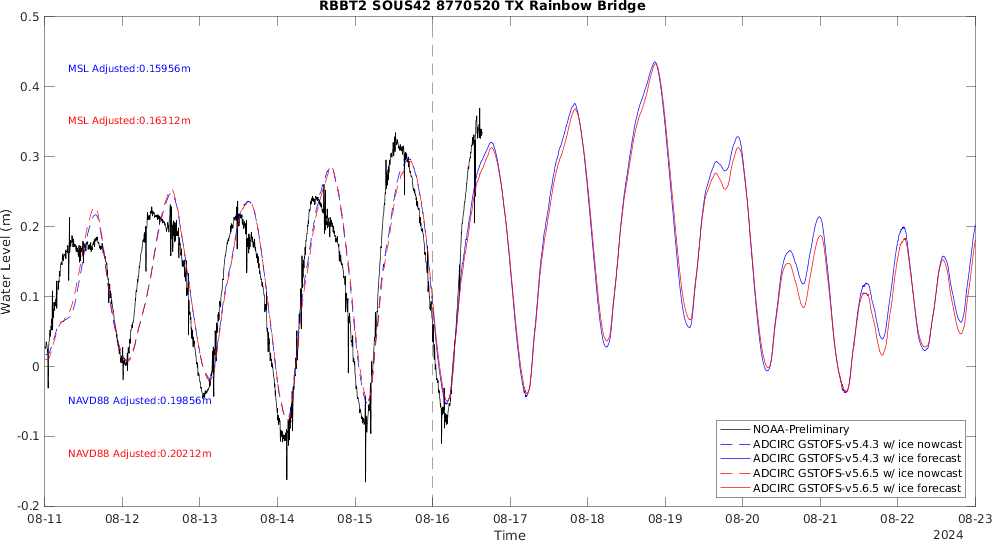 RBBT2 SOUS42 8770520 TX Rainbow Bridge
0.5
0.4
0.3
0.2
0.1
0
-0.1
-0.2
Water Level (m)
MSL Adjusted:0.15956m
MSL Adjusted:0.16312m
NAVD88 Adjusted:0.19856m
NAVD88 Adjusted:0.20212m
NOAA-Preliminary
ADCIRC GSTOFS-v5.4.3 w/ ice nowcast
ADCIRC GSTOFS-v5.4.3 w/ ice forecast
ADCIRC GSTOFS-v5.6.5 w/ ice nowcast
ADCIRC GSTOFS-v5.6.5 w/ ice forecast
08-11 08-12 08-13 08-14 08-15 08-16 08-17 08-18 08-19 08-20 08-21 08-22 08-23
Time
2024